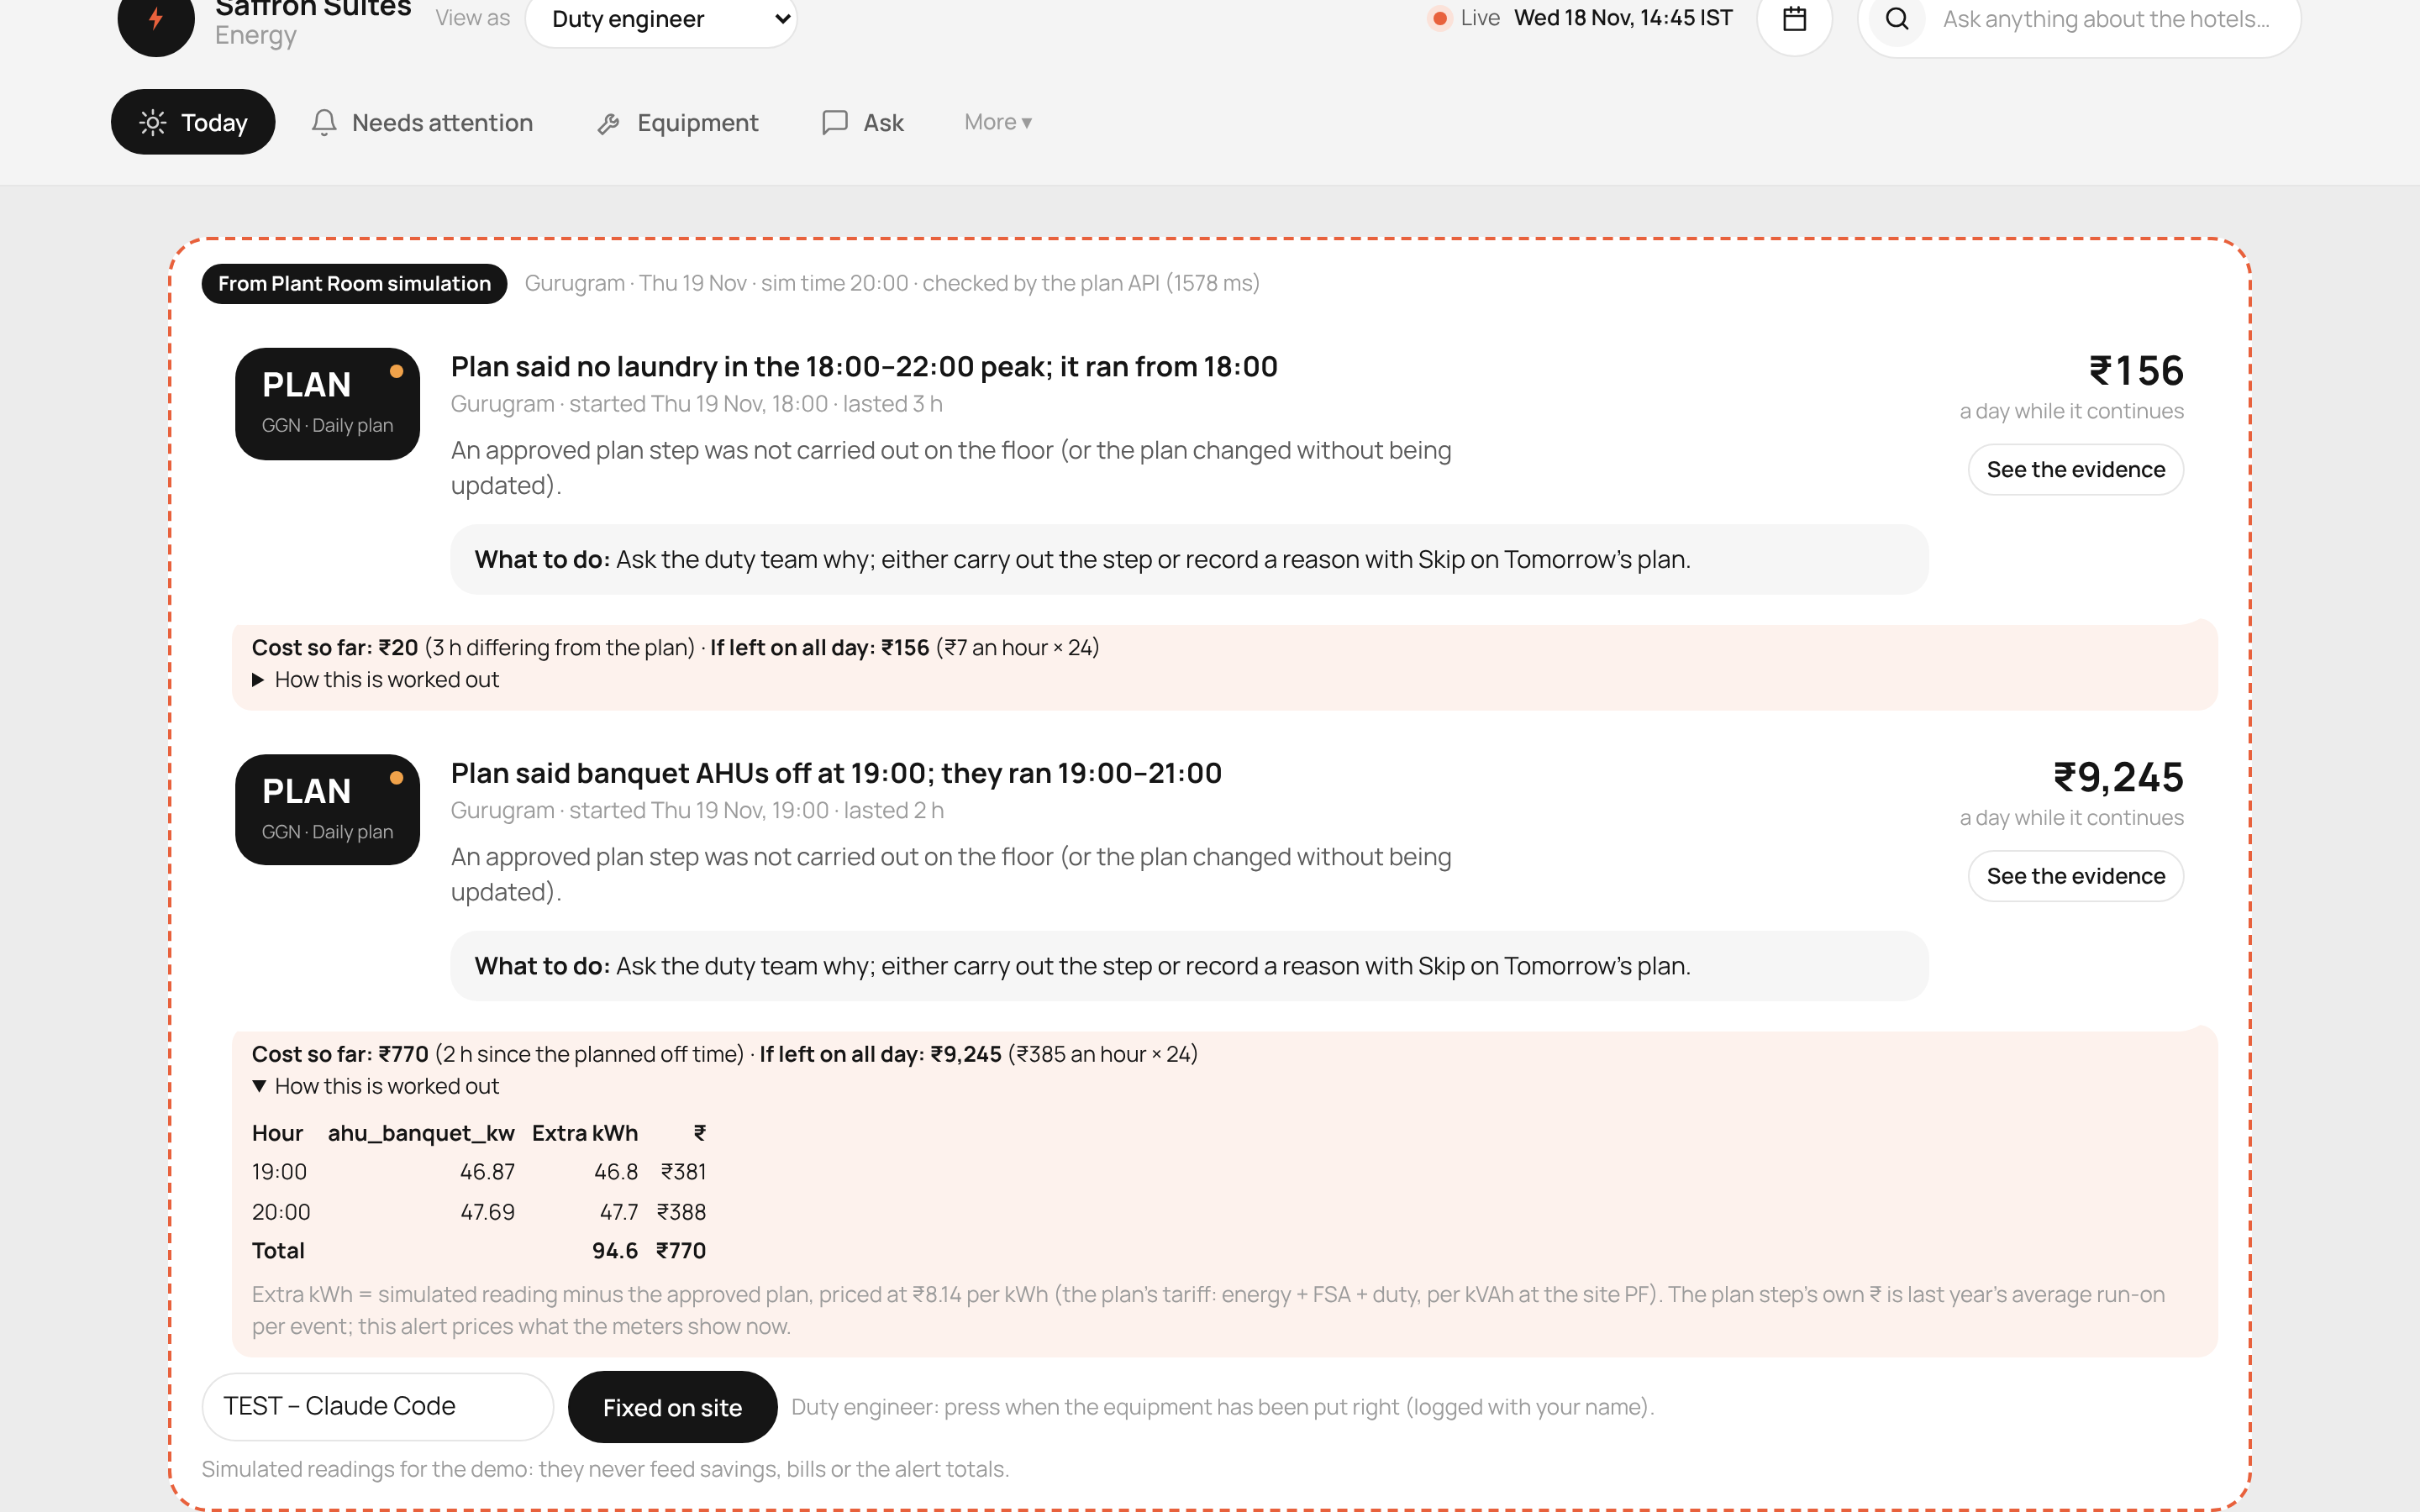 Saffron Suites
Energy
View as
Duty engineer
Live Wed 18 Nov, 14:45 IST
Ask anything about the hotels...
Today
Needs attention
Equipment
Ask
More ▾
From Plant Room simulation
Gurugram · Thu 19 Nov · sim time 20:00 · checked by the plan API (1578 ms)
PLAN
GGN · Daily plan
Plan said no laundry in the 18:00–22:00 peak; it ran from 18:00
Gurugram · started Thu 19 Nov, 18:00 · lasted 3 h
An approved plan step was not carried out on the floor (or the plan changed without being
updated).
What to do: Ask the duty team why; either carry out the step or record a reason with Skip on Tomorrow's plan.
₹156
a day while it continues
See the evidence
Cost so far: ₹20 (3 h differing from the plan) · If left on all day: ₹156 (₹7 an hour × 24)
▶ How this is worked out
PLAN
GGN · Daily plan
Plan said banquet AHUs off at 19:00; they ran 19:00–21:00
Gurugram · started Thu 19 Nov, 19:00 · lasted 2 h
An approved plan step was not carried out on the floor (or the plan changed without being
updated).
What to do: Ask the duty team why; either carry out the step or record a reason with Skip on Tomorrow's plan.
₹9,245
a day while it continues
See the evidence
Cost so far: ₹770 (2 h since the planned off time) · If left on all day: ₹9,245 (₹385 an hour × 24)
▼ How this is worked out
Hour ahu_banquet_kw Extra kWh ₹
19:00 46.87 46.8 ₹381
20:00 47.69 47.7 ₹388
Total 94.6 ₹770
Extra kWh = simulated reading minus the approved plan, priced at ₹8.14 per kWh (the plan's tariff: energy + FSA + duty, per kVAh at the site PF). The plan step's own ₹ is last year's average run-on
per event; this alert prices what the meters show now.
TEST – Claude Code
Fixed on site
Duty engineer: press when the equipment has been put right (logged with your name).
Simulated readings for the demo: they never feed savings, bills or the alert totals.